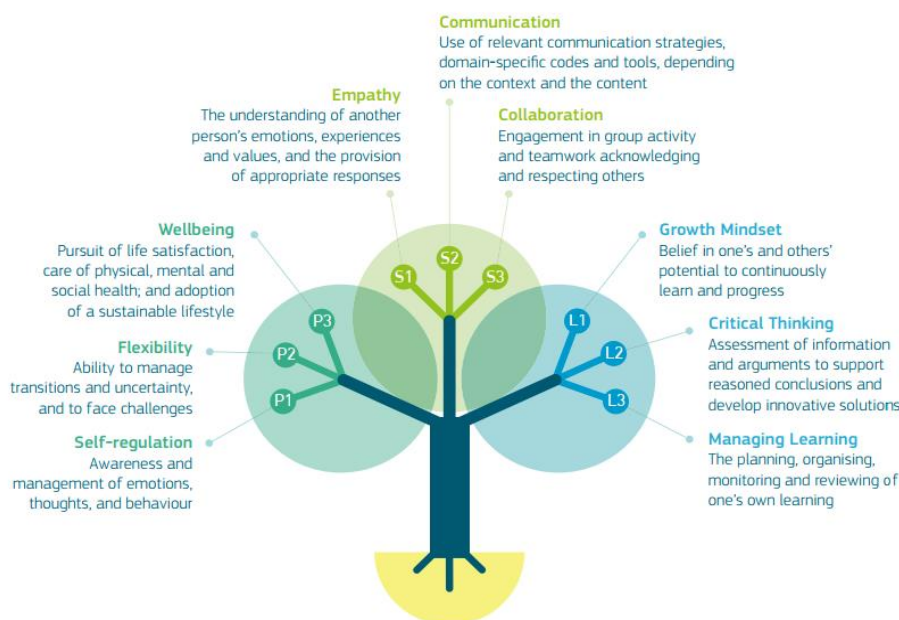 Communication
Use of relevant communication strategies,
domain-specific codes and tools, depending
on the context and the content
Empathy
The understanding of another
person's emotions, experiences
and values, and the provision
of appropriate responses
Collaboration
Engagement in group activity
and teamwork acknowledging
and respecting others
Wellbeing
Pursuit of life satisfaction,
care of physical, mental and
social health; and adoption
of a sustainable lifestyle
Flexibility
Ability to manage
transitions and uncertainty,
and to face challenges
Self-regulation
Awareness and
management of emotions,
thoughts, and behaviour
P3
P2
P1
S1
S2
S3
L1
L2
L3
Growth Mindset
Belief in one's and others'
potential to continuously
learn and progress
Critical Thinking
Assessment of information
and arguments to support
reasoned conclusions and
develop innovative solutions
Managing Learning
The planning, organising,
monitoring and reviewing of
one's own learning